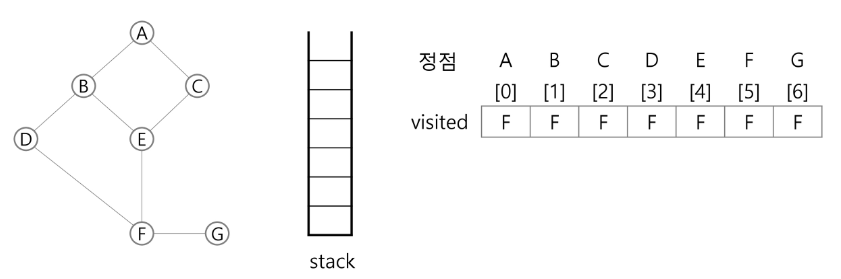 A
B
C
D
E
F
G
stack
정점 A B C D E F G
[0] [1] [2] [3] [4] [5] [6]
visited F F F F F F F